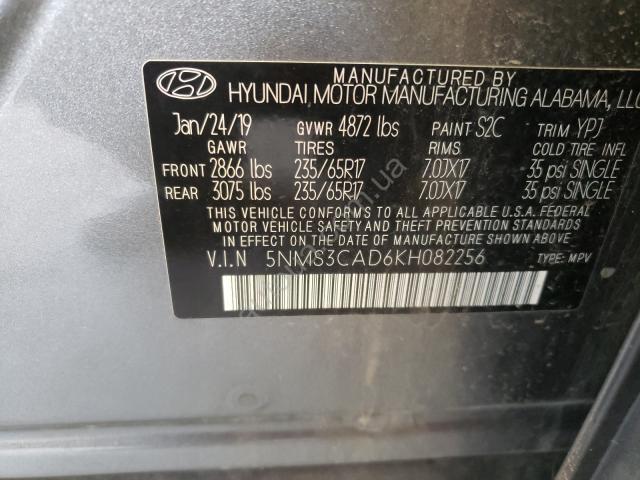 MANUFACTURED BY
HYUNDAI MOTOR MANUFACTURING ALABAMA, LLC
Jan/24/19 GVWR 4872 lbs PAINT S2C TRIM YPJ
GAWR TIRES RIMS COLD TIRE INFL
FRONT 2866 lbs 235/65R17 7.0JX17 35 psi SINGLE
REAR 3075 lbs 235/65R17 7.0JX17 35 psi SINGLE
THIS VEHICLE CONFORMS TO ALL APPLICABLE U.S.A. FEDERAL
MOTOR VEHICLE SAFETY AND THEFT PREVENTION STANDARDS
IN EFFECT ON THE DATE OF MANUFACTURE SHOWN ABOVE.
V.I.N 5NMS3CAD6KH082256 TYPE: MPV